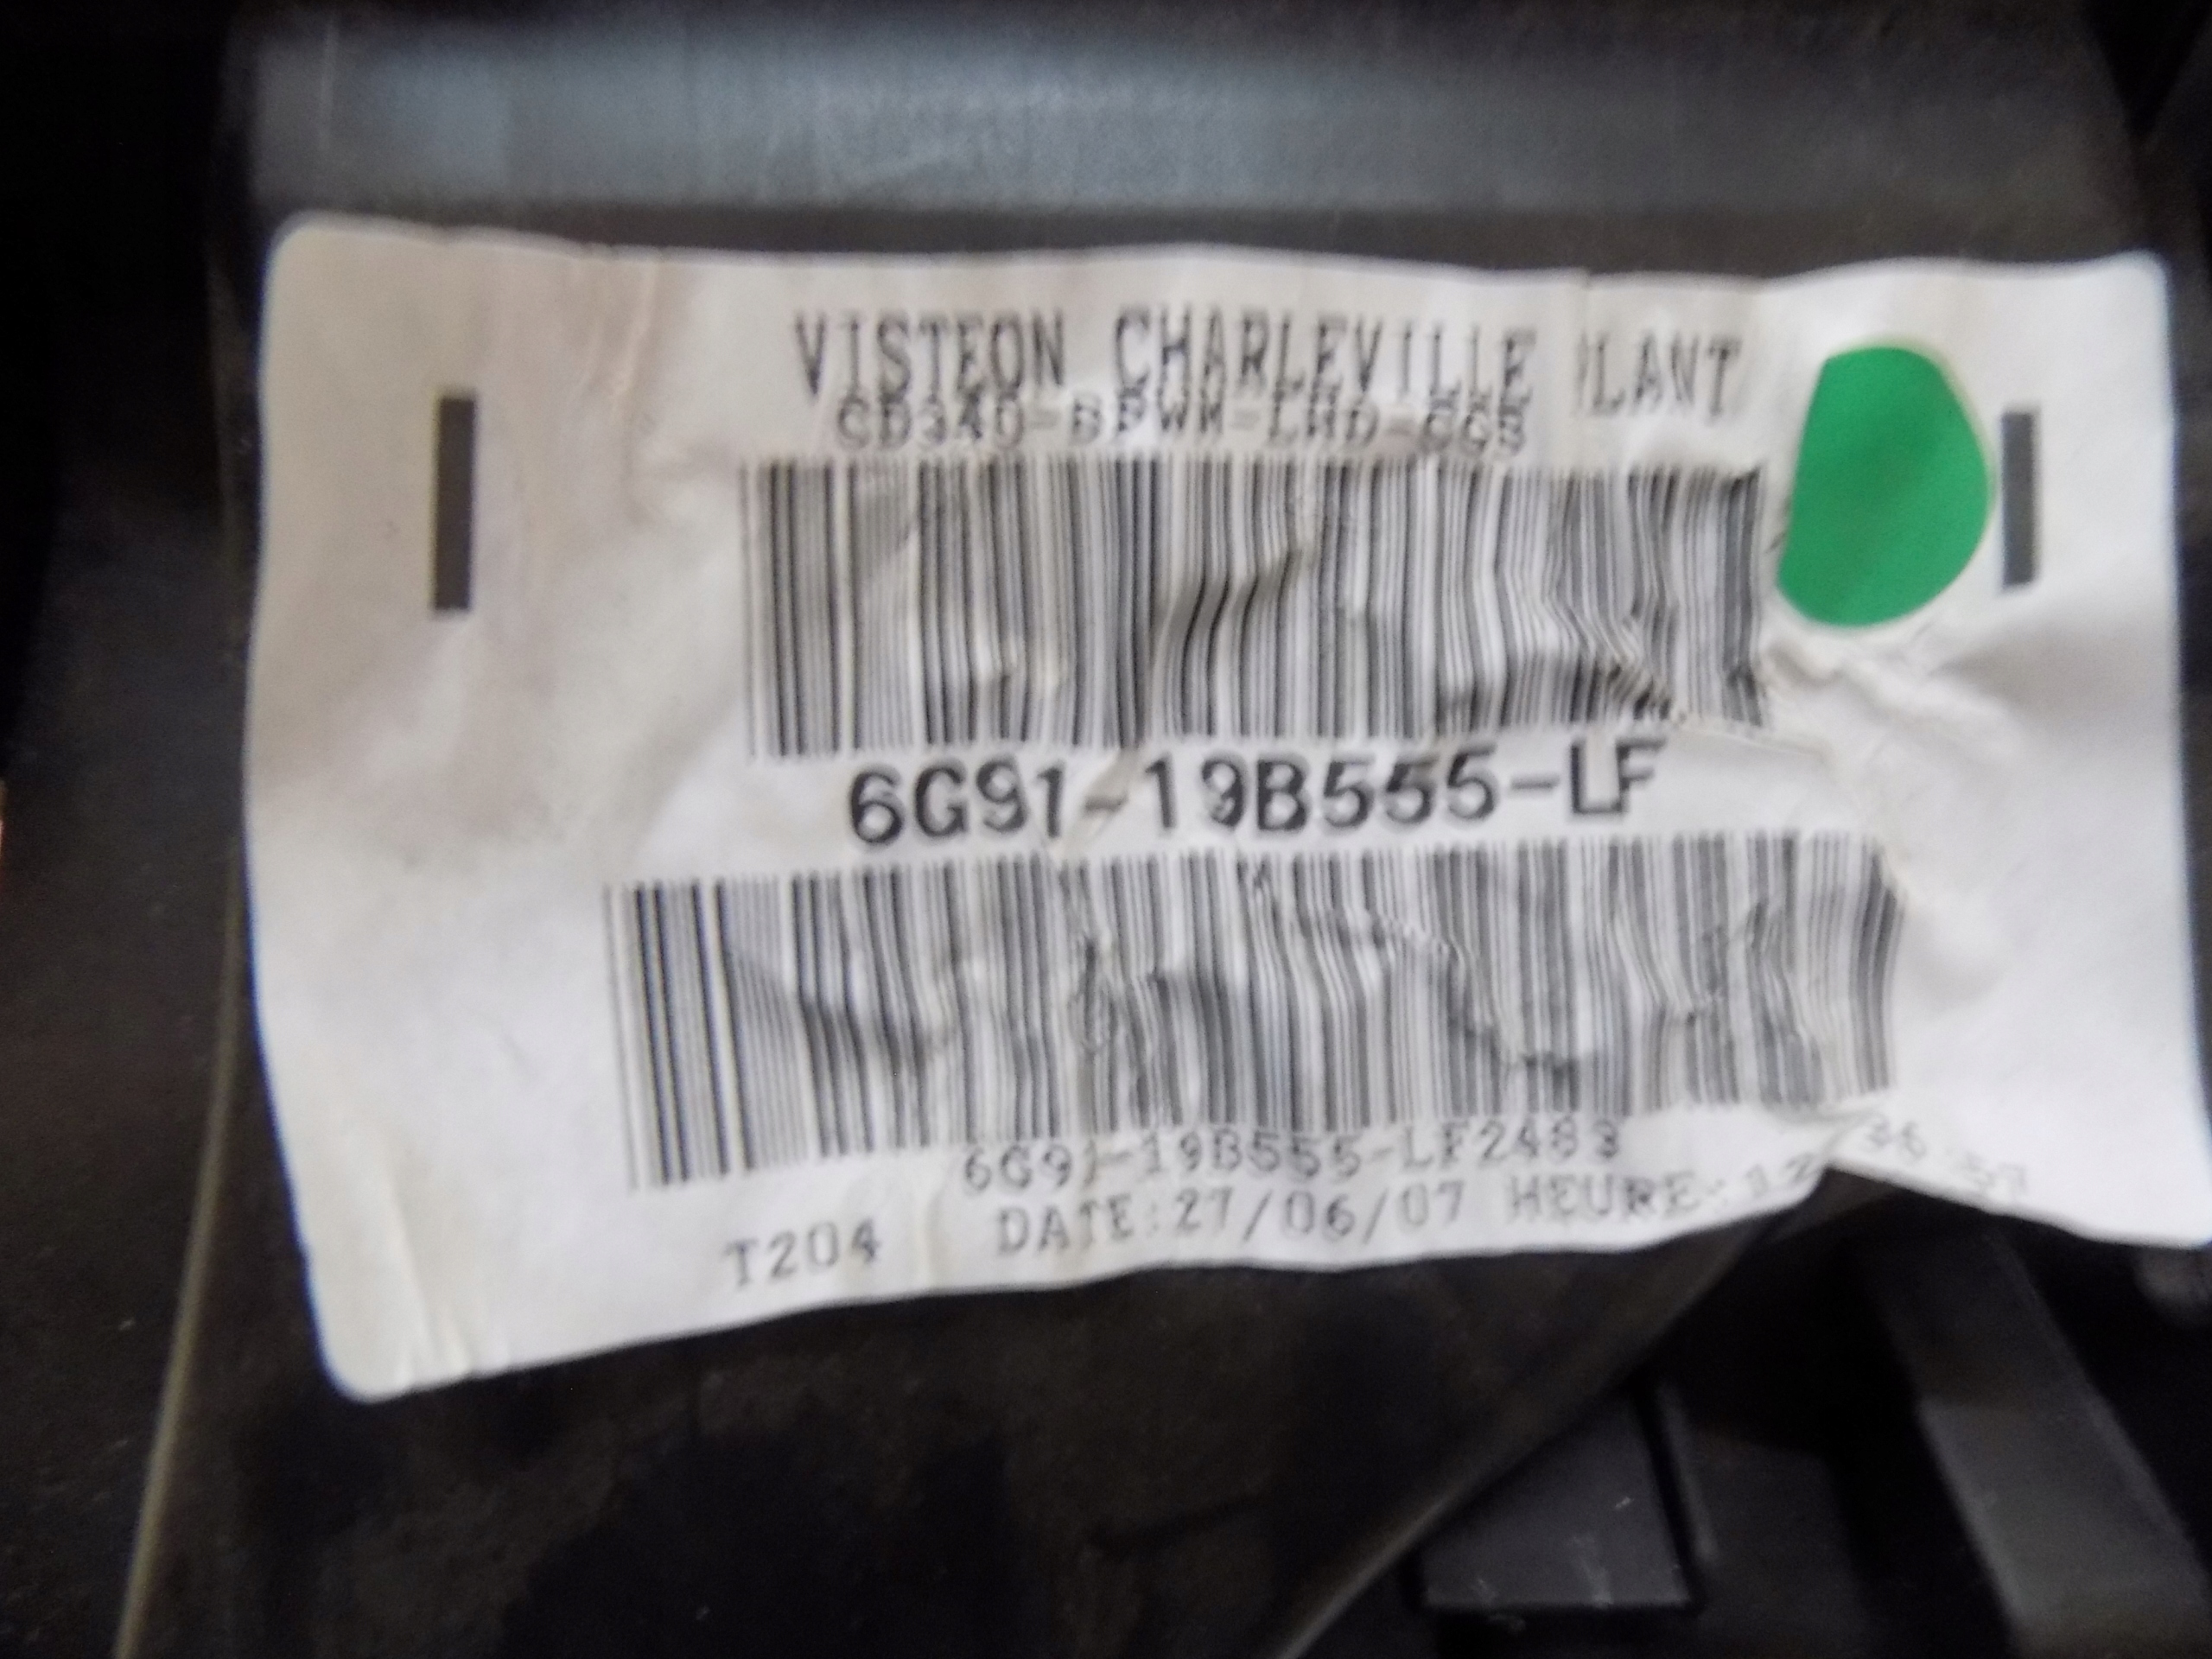 VISTEON CHARLEVILLE PLANT
6G91-19B555-LF
6G91-19B555-LF2483
T204 DATE:27/06/07 HEURE: